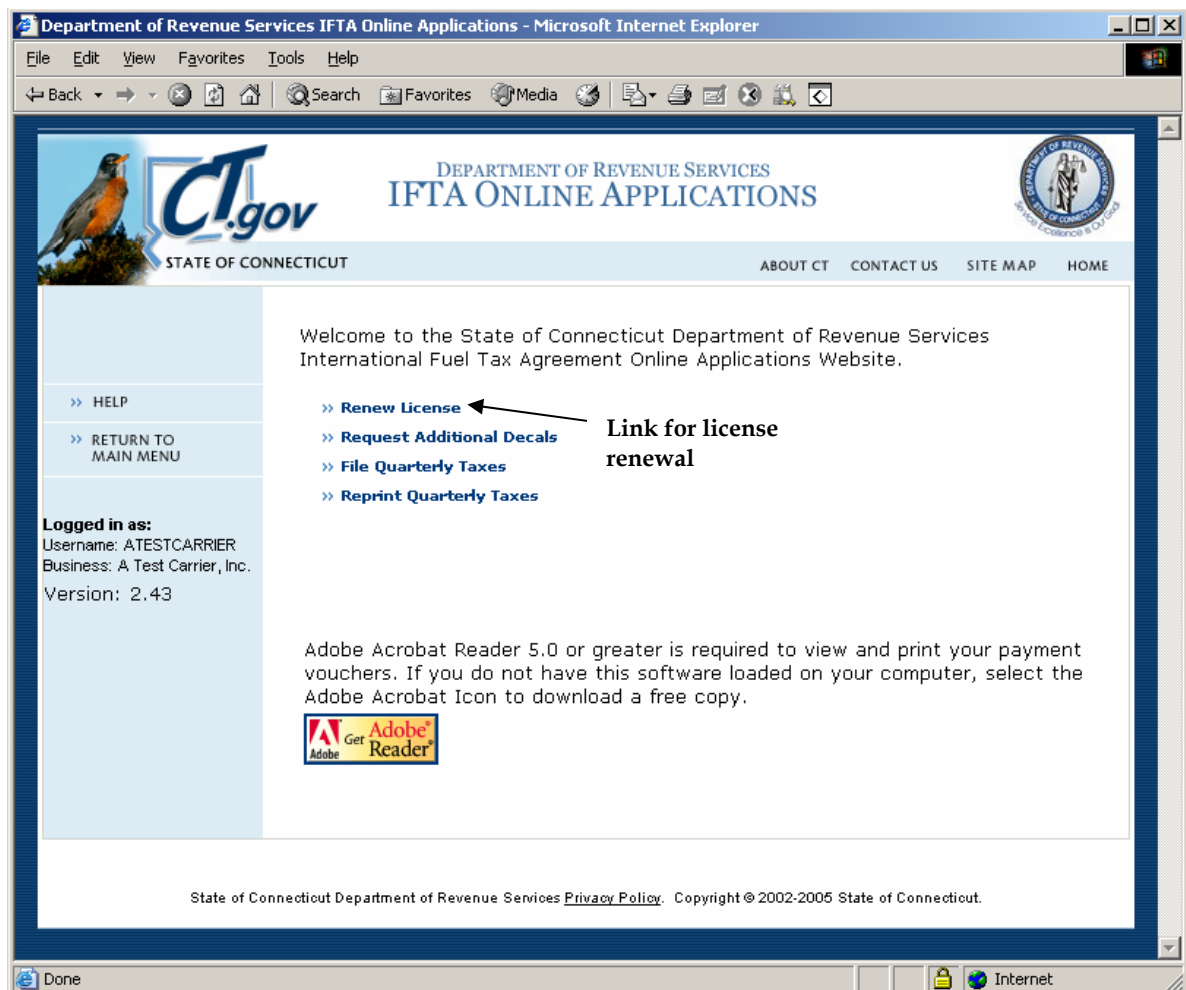 Department of Revenue Services IFTA Online Applications - Microsoft Internet Explorer
File Edit View Favorites Tools Help
Back Search Favorites Media
CT.gov
STATE OF CONNECTICUT
DEPARTMENT OF REVENUE SERVICES
IFTA ONLINE APPLICATIONS
ABOUT CT CONTACT US SITE MAP HOME
HELP
RETURN TO
MAIN MENU
Logged in as:
Username: ATESTCARRIER
Business: A Test Carrier, Inc.
Version: 2.43
Welcome to the State of Connecticut Department of Revenue Services
International Fuel Tax Agreement Online Applications Website.
» Renew License
» Request Additional Decals
» File Quarterly Taxes
» Reprint Quarterly Taxes
Link for license
renewal
Adobe Acrobat Reader 5.0 or greater is required to view and print your payment
vouchers. If you do not have this software loaded on your computer, select the
Adobe Acrobat Icon to download a free copy.
Adobe Get Adobe®
Reader®
State of Connecticut Department of Revenue Services Privacy Policy. Copyright © 2002-2005 State of Connecticut.
Done Internet